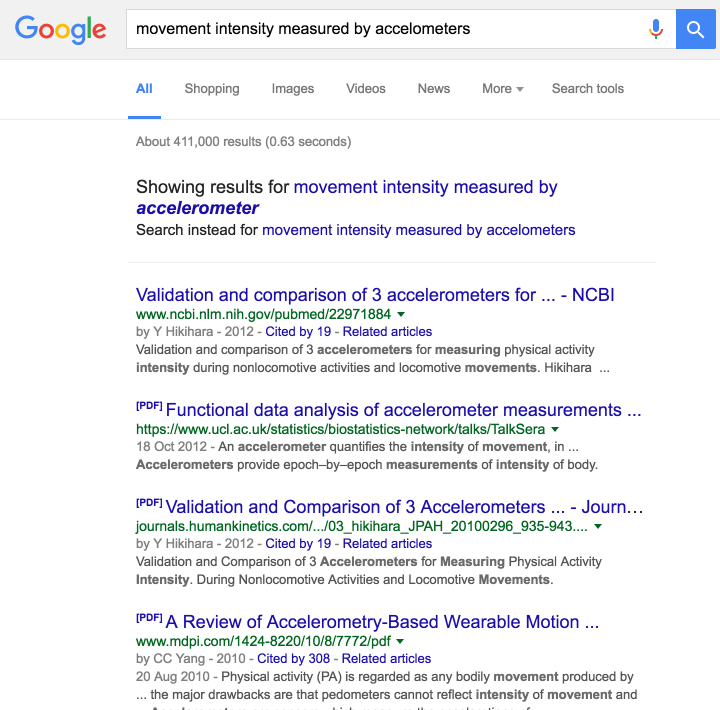 Google
movement intensity measured by accelometers
All Shopping Images Videos News More Search tools
About 411,000 results (0.63 seconds)
Showing results for movement intensity measured by
accelerometer
Search instead for movement intensity measured by accelometers
Validation and comparison of 3 accelerometers for ... - NCBI
www.ncbi.nlm.nih.gov/pubmed/22971884
by Y Hikihara - 2012 - Cited by 19 - Related articles
Validation and comparison of 3 accelerometers for measuring physical activity
intensity during nonlocomotive activities and locomotive movements. Hikihara ...
[PDF] Functional data analysis of accelerometer measurements ...
https://www.ucl.ac.uk/statistics/biostatistics-network/talks/TalkSera
18 Oct 2012 - An accelerometer quantifies the intensity of movement, in ...
Accelerometers provide epoch–by–epoch measurements of intensity of body.
[PDF] Validation and Comparison of 3 Accelerometers ... - Journ...
journals.humankinetics.com/.../03_hikihara_JPAH_20100296_935-943....
by Y Hikihara - 2012 - Cited by 19 - Related articles
Validation and Comparison of 3 Accelerometers for Measuring Physical Activity
Intensity. During Nonlocomotive Activities and Locomotive Movements.
[PDF] A Review of Accelerometry-Based Wearable Motion ...
www.mdpi.com/1424-8220/10/8/7772/pdf
by CC Yang - 2010 - Cited by 308 - Related articles
20 Aug 2010 - Physical activity (PA) is regarded as any bodily movement produced by
... the major drawbacks are that pedometers cannot reflect intensity of movement and